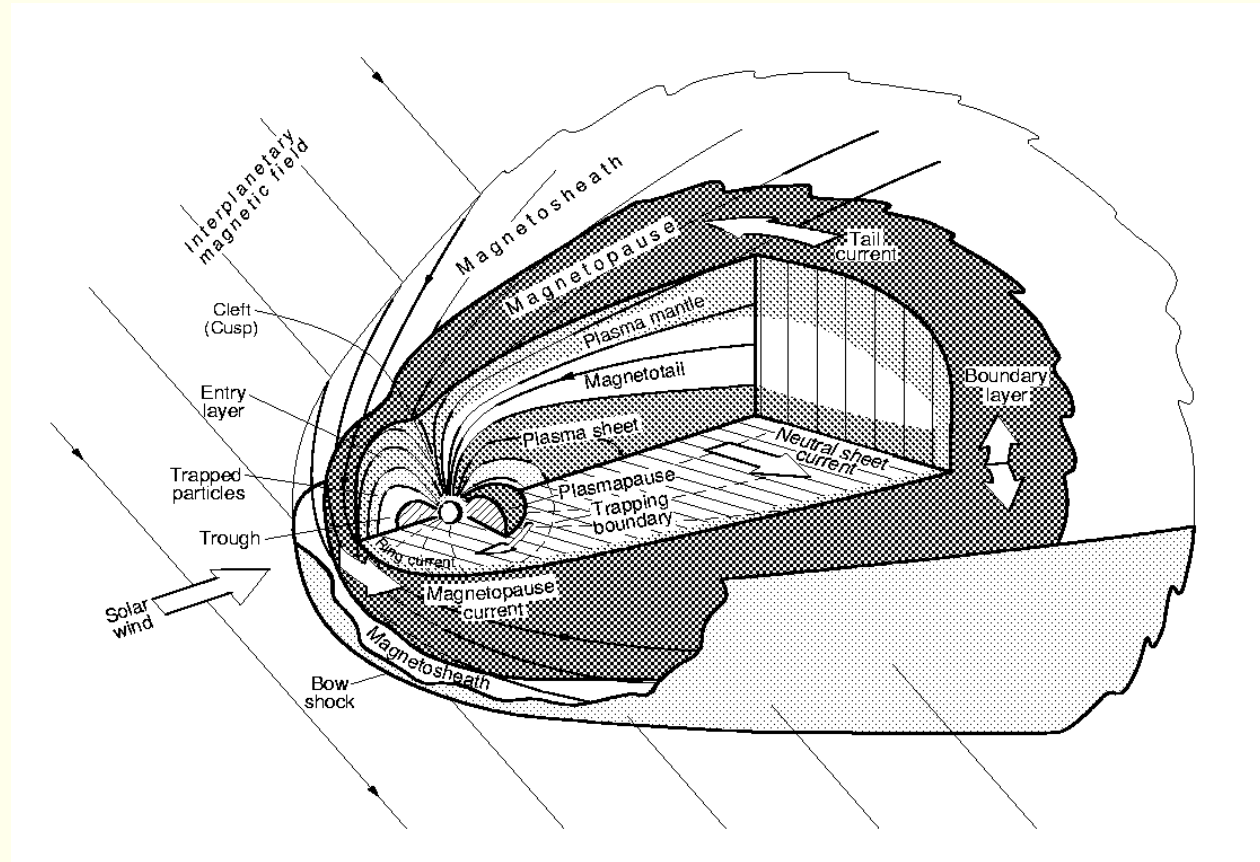 Interplanetary
magnetic field
Magnetosheath
Magnetopause
Tail
current
Cleft
(Cusp)
Plasma mantle
Magnetotail
Entry
layer
Boundary
layer
Plasma sheet
Neutral sheet
current
Trapped
particles
Plasmapause
Trapping
boundary
Trough
Ring current
Magnetopause
current
Solar
wind
Magnetosheath
Bow
shock